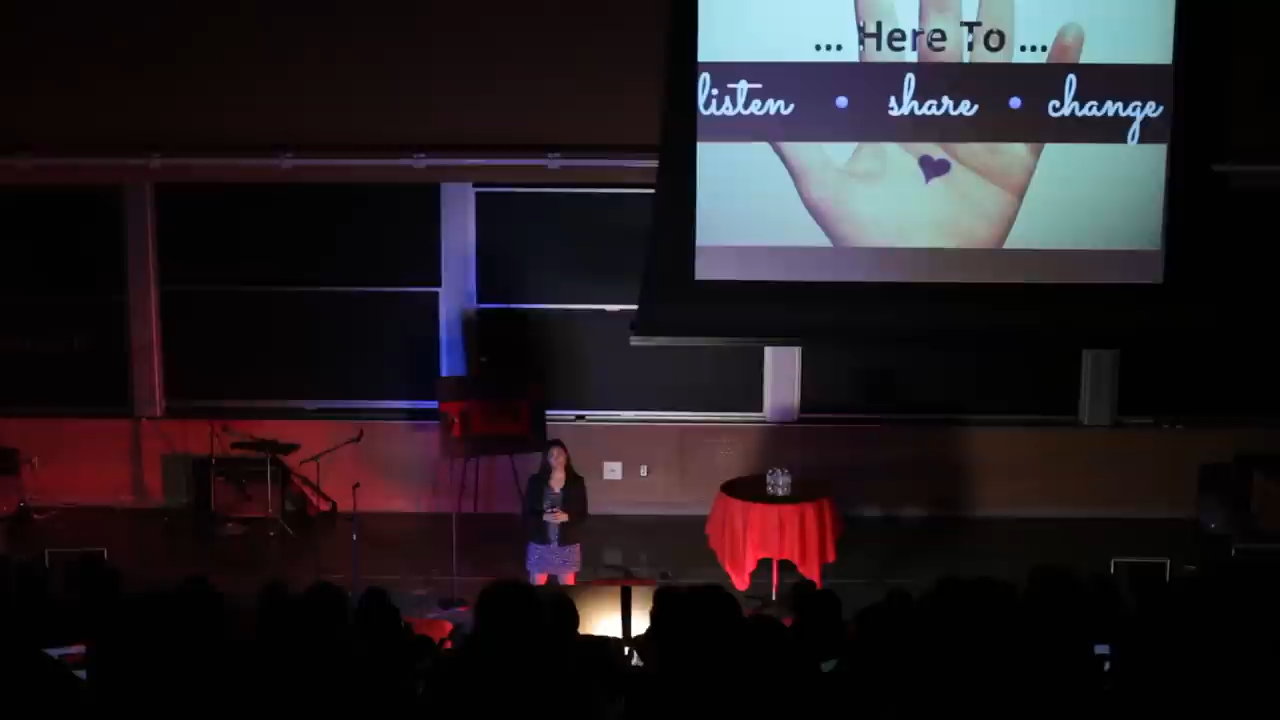 ... Here To ...
listen • share • change